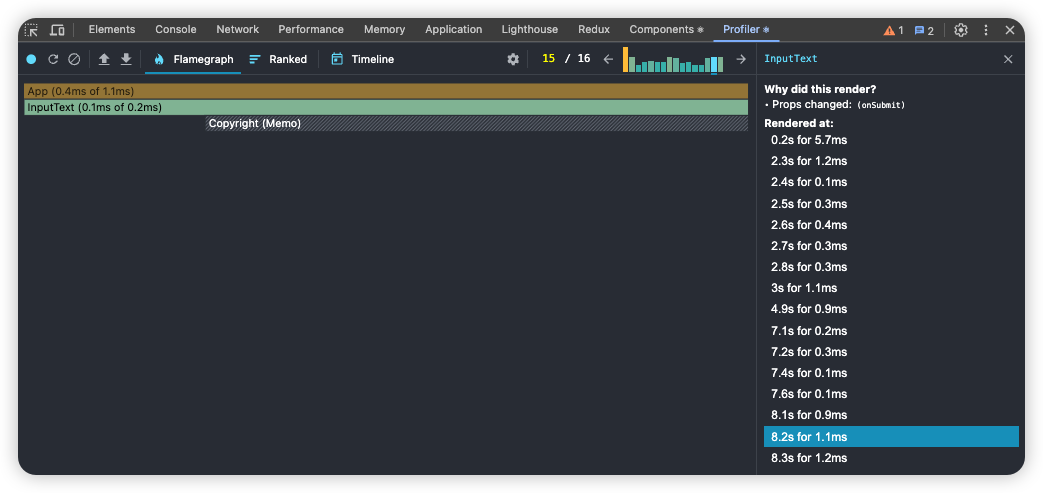 Elements Console Network Performance Memory Application Lighthouse Redux Components Profiler 1 2
Flamegraph Ranked Timeline 15 / 16 InputText
App (0.4ms of 1.1ms)
InputText (0.1ms of 0.2ms)
Copyright (Memo)
Why did this render?
• Props changed: (onSubmit)
Rendered at:
0.2s for 5.7ms
2.3s for 1.2ms
2.4s for 0.1ms
2.5s for 0.3ms
2.6s for 0.4ms
2.7s for 0.3ms
2.8s for 0.3ms
3s for 1.1ms
4.9s for 0.9ms
7.1s for 0.2ms
7.2s for 0.3ms
7.4s for 0.1ms
7.6s for 0.1ms
8.1s for 0.9ms
8.2s for 1.1ms
8.3s for 1.2ms